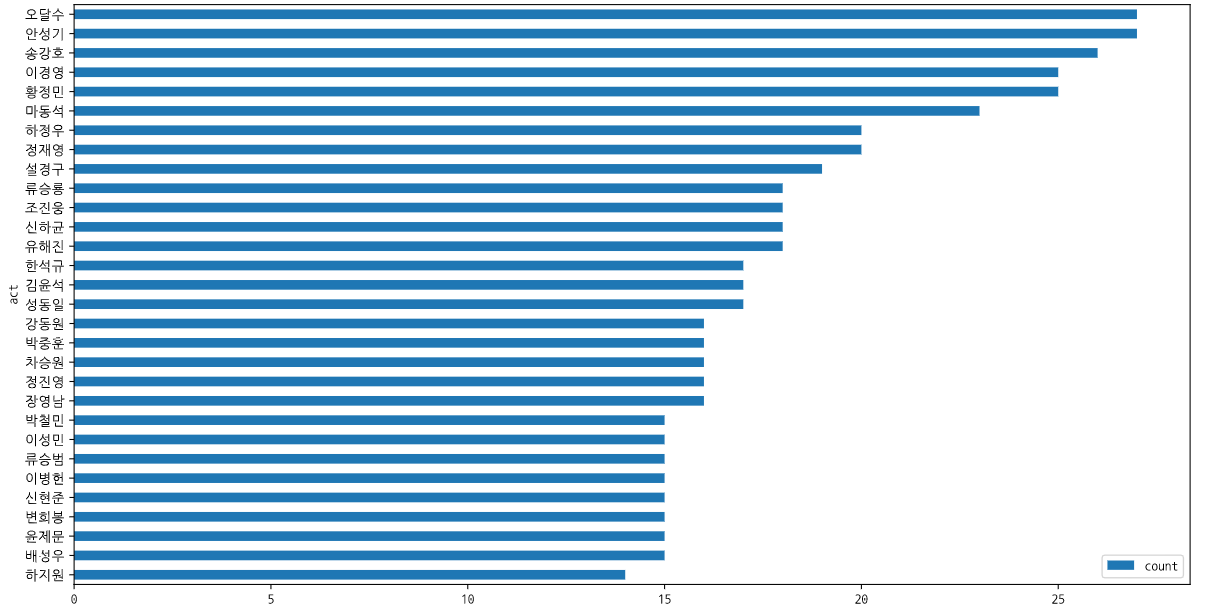 오달수
안성기
송강호
이경영
황정민
마동석
하정우
정재영
설경구
류승룡
조진웅
신하균
유해진
한석규
김윤석
성동일
강동원
박중훈
차승원
정진영
장영남
박철민
이성민
류승범
이병헌
신현준
변희봉
윤제문
배성우
하지원
act
0 5 10 15 20 25
count